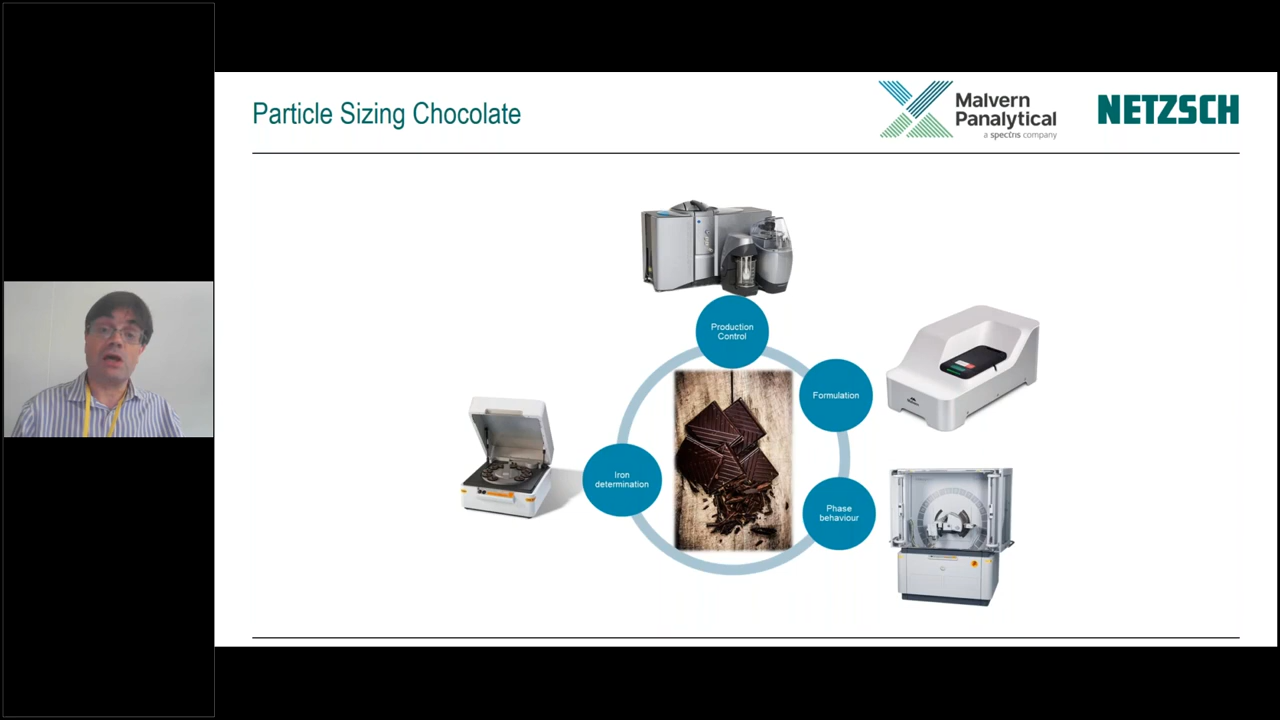 Particle Sizing Chocolate
Malvern
Panalytical
a spectris company
NETZSCH
Production
Control
Formulation
Iron
determination
Phase
behaviour